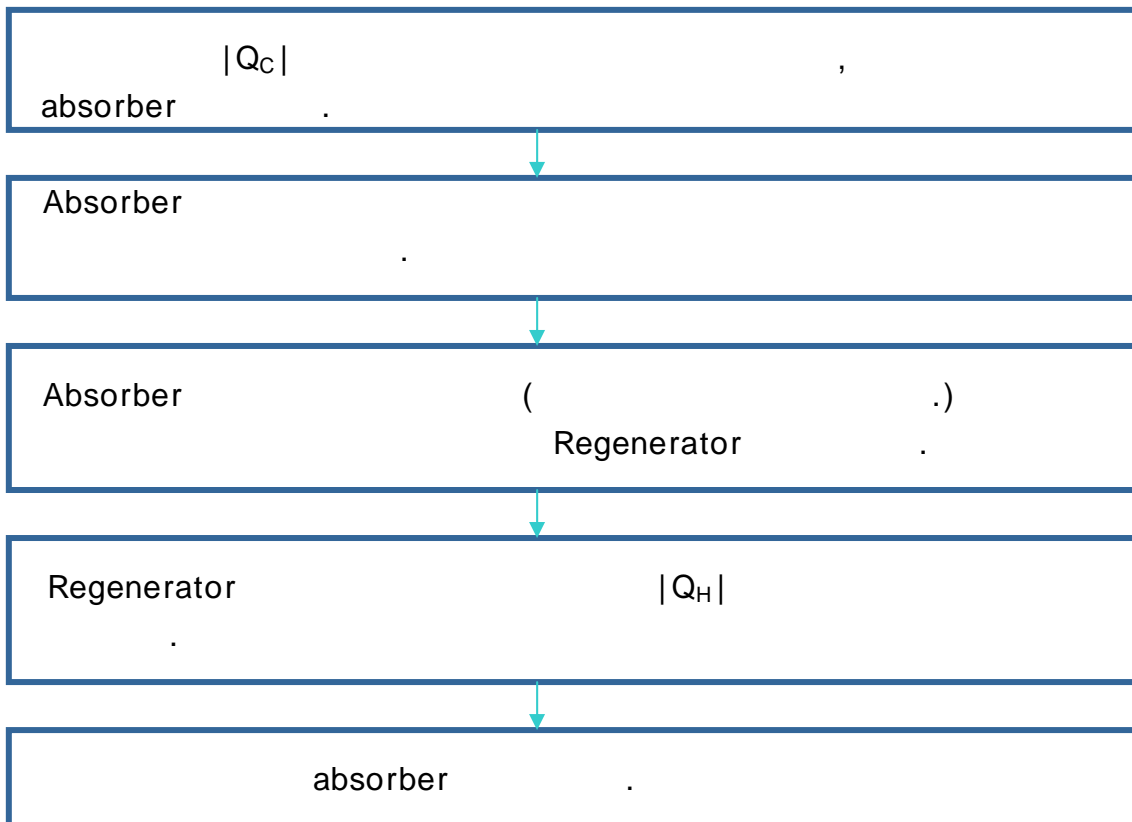 |Q_C| ,
absorber .
Absorber
.
Absorber ( .)
Regenerator .
Regenerator |Q_H|
.
absorber .